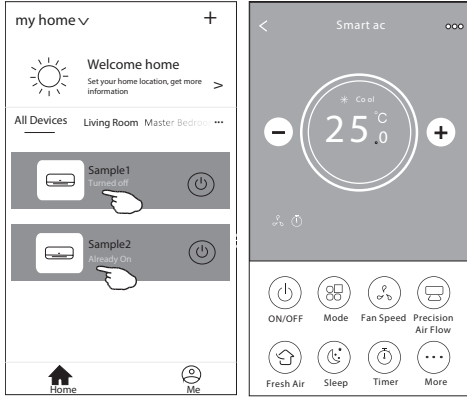 my home
Welcome home
Set your home location, get more
information
All Devices
Living Room
Master Bedroom
Sample1
Turned off
Sample2
Already On
Home
Me
Smart ac
Cool
25.0
°C
ON/OFF
Mode
Fan Speed
Precision
Air Flow
Fresh Air
Sleep
Timer
More